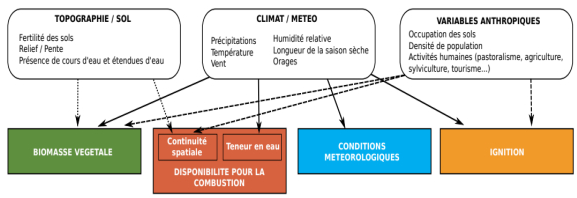 TOPOGRAPHIE / SOL
Fertilité des sols
Relief / Pente
Présence de cours d'eau et étendues d'eau
CLIMAT / METEO
Précipitations
Température
Vent
Humidité relative
Longueur de la saison sèche
Orages
VARIABLES ANTHROPIQUES
Occupation des sols
Densité de population
Activités humaines (pastoralisme, agriculture,
sylviculture, tourisme...)
BIOMASSE VEGETALE
Continuité
spatiale
Teneur en eau
DISPONIBILITE POUR LA
COMBUSTION
CONDITIONS
METEOROLOGIQUES
IGNITION